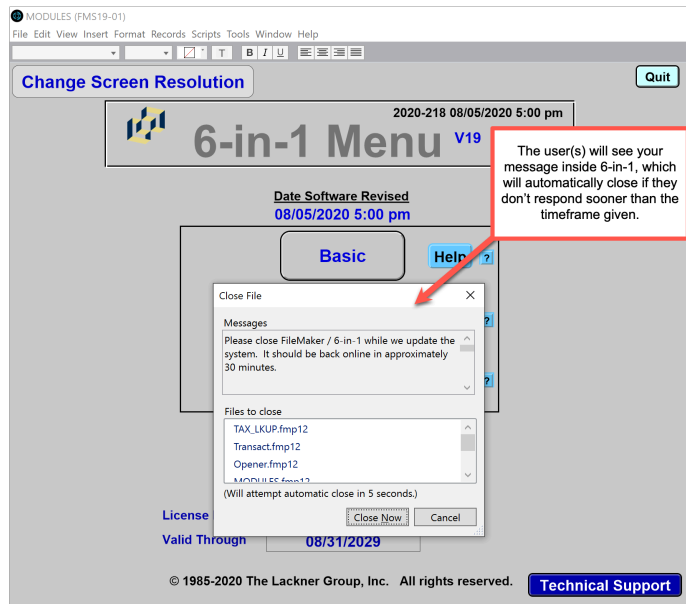 MODULES (FMS19-01)
File Edit View Insert Format Records Scripts Tools Window Help
T B I U
Change Screen Resolution
Quit
2020-218 08/05/2020 5:00 pm
6-in-1 Menu V19
The user(s) will see your
message inside 6-in-1, which
will automatically close if they
don't respond sooner than the
timeframe given.
Date Software Revised
08/05/2020 5:00 pm
Basic
Help ?
Close File
?
Messages
Please close FileMaker / 6-in-1 while we update the
system. It should be back online in approximately
30 minutes.
?
Files to close
TAX_LKUP.fmp12
Transact.fmp12
Opener.fmp12
MODULES.fmp12
(Will attempt automatic close in 5 seconds.)
License
Close Now Cancel
Valid Through 08/31/2029
© 1985-2020 The Lackner Group, Inc. All rights reserved.
Technical Support